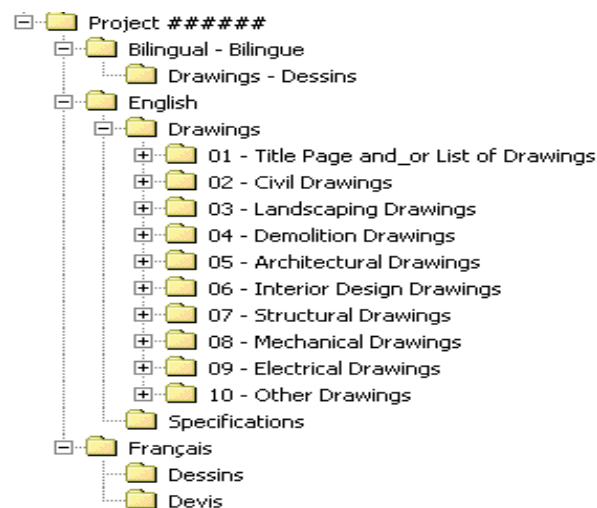 Project ######
Bilingual - Bilingue
Drawings - Dessins
English
Drawings
01 - Title Page and_or List of Drawings
02 - Civil Drawings
03 - Landscaping Drawings
04 - Demolition Drawings
05 - Architectural Drawings
06 - Interior Design Drawings
07 - Structural Drawings
08 - Mechanical Drawings
09 - Electrical Drawings
10 - Other Drawings
Specifications
Français
Dessins
Devis